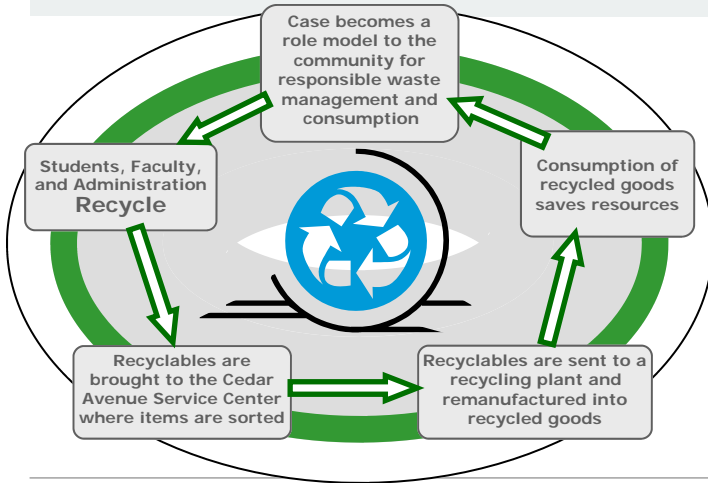 Case becomes a
role model to the
community for
responsible waste
management and
consumption
Students, Faculty,
and Administration
Recycle
Consumption of
recycled goods
saves resources
Recyclables are
brought to the Cedar
Avenue Service Center
where items are sorted
Recyclables are sent to a
recycling plant and
remanufactured into
recycled goods